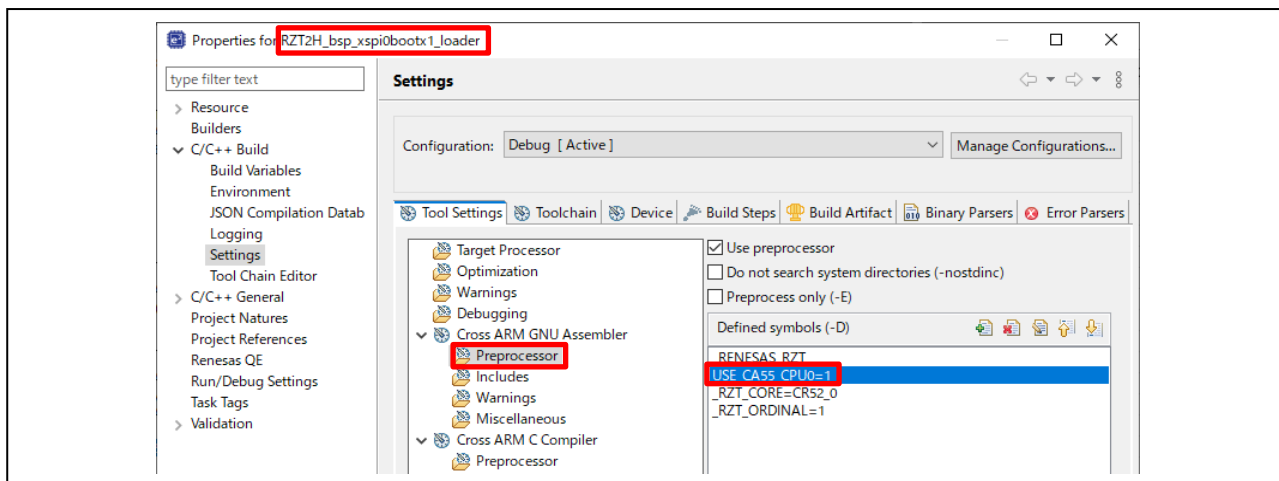 Properties for RZT2H_bsp_xspi0bootx1_loader
type filter text
Settings
Resource
Builders
C/C++ Build
Build Variables
Environment
JSON Compilation Datab
Logging
Settings
Tool Chain Editor
C/C++ General
Project Natures
Project References
Renesas QE
Run/Debug Settings
Task Tags
Validation
Configuration: Debug [ Active ] Manage Configurations...
Tool Settings Toolchain Device Build Steps Build Artifact Binary Parsers Error Parsers
Target Processor
Optimization
Warnings
Debugging
Cross ARM GNU Assembler
Preprocessor
Includes
Warnings
Miscellaneous
Cross ARM C Compiler
Preprocessor
Use preprocessor
Do not search system directories (-nostdinc)
Preprocess only (-E)
Defined symbols (-D)
_RENESAS_RZT_
USE_CA55_CPU0=1
_RZT_CORE=CR52_0
_RZT_ORDINAL=1